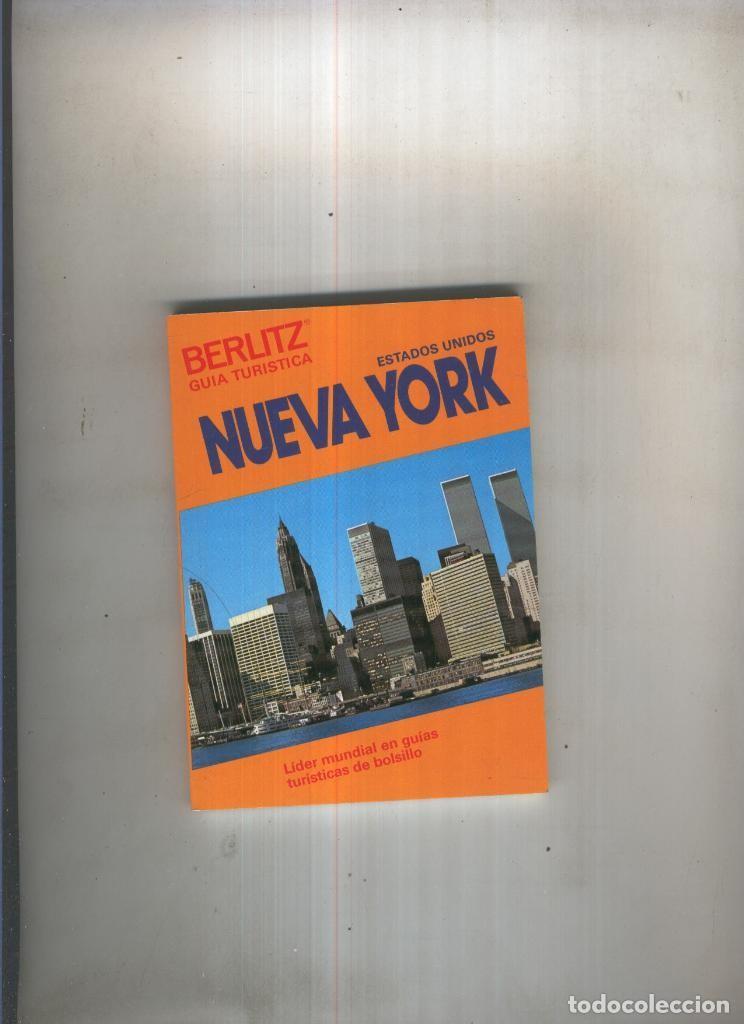 BERLITZ®
GUIA TURISTICA
ESTADOS UNIDOS
NUEVA YORK
Líder mundial en guías
turísticas de bolsillo
todocoleccion